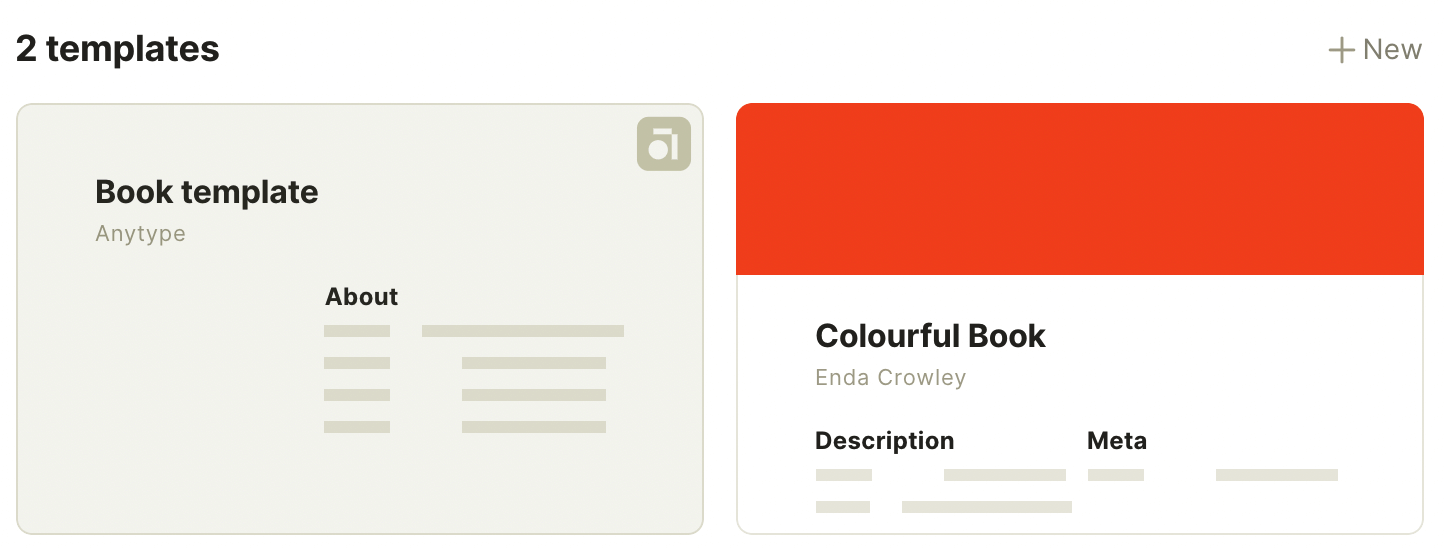 2 templates
New
Book template
Anytype
About
Colourful Book
Enda Crowley
Description
Meta